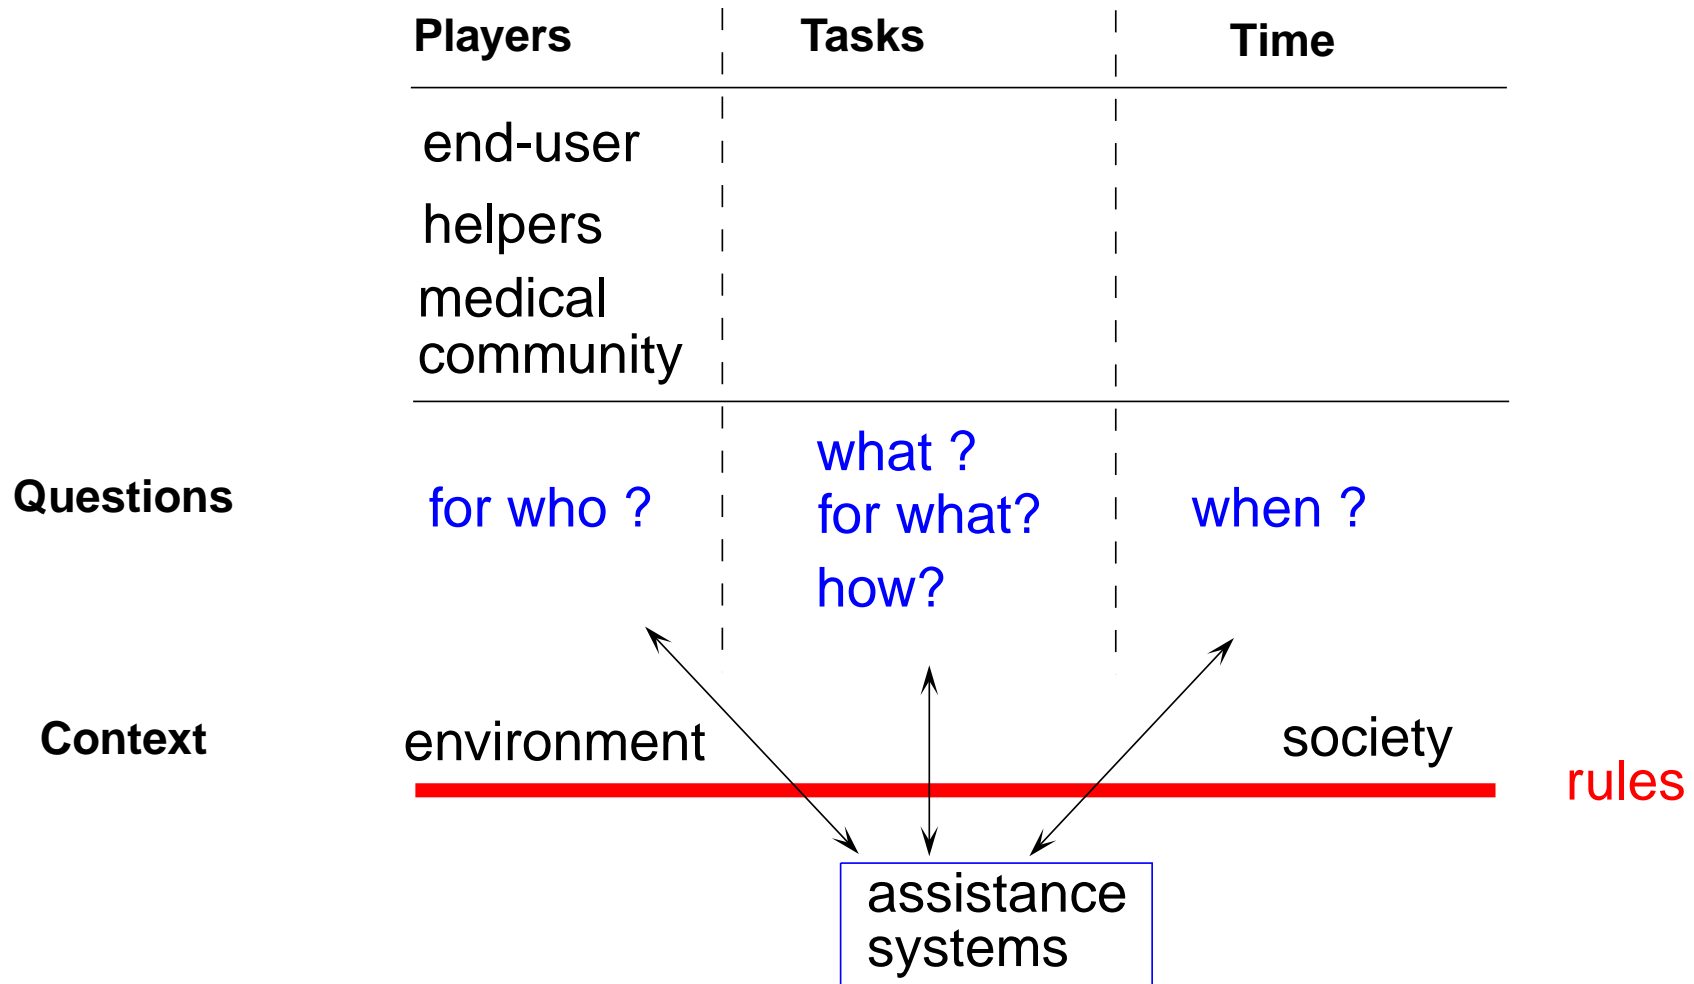 Players Tasks Time
end-user
helpers
medical
community
what ?
Questions for who ? for what? when ?
how?
Context environment society
rules
assistance
systems